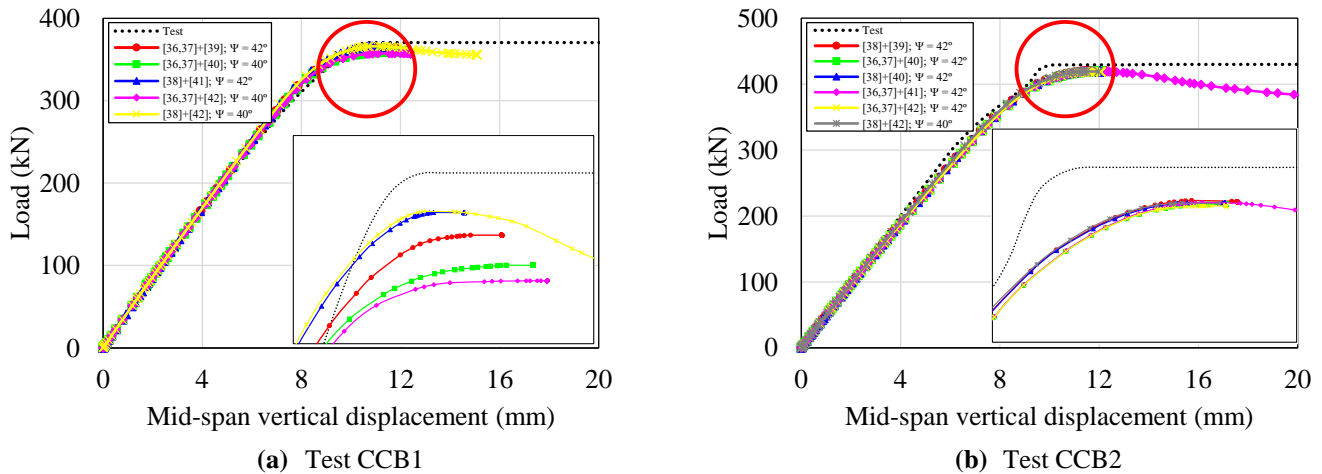 400
300
200
100
0
Load (kN)
Test
[36,37]+[39]; Ψ = 42º
[36,37]+[40]; Ψ = 40º
[38]+[41]; Ψ = 42º
[36,37]+[42]; Ψ = 40º
[38]+[42]; Ψ = 40º
0 4 8 12 16 20
Mid-span vertical displacement (mm)
(a) Test CCB1
500
400
300
200
100
0
Load (kN)
Test
[38]+[39]; Ψ = 42º
[36,37]+[40]; Ψ = 42º
[38]+[40]; Ψ = 42º
[36,37]+[41]; Ψ = 42º
[36,37]+[42]; Ψ = 42º
[38]+[42]; Ψ = 40º
0 4 8 12 16 20
Mid-span vertical displacement (mm)
(b) Test CCB2